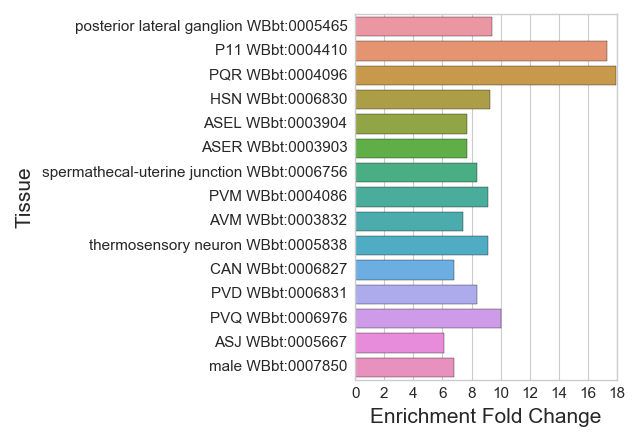 posterior lateral ganglion WBbt:0005465
P11 WBbt:0004410
PQR WBbt:0004096
HSN WBbt:0006830
ASEL WBbt:0003904
ASER WBbt:0003903
spermathecal-uterine junction WBbt:0006756
PVM WBbt:0004086
AVM WBbt:0003832
thermosensory neuron WBbt:0005838
CAN WBbt:0006827
PVD WBbt:0006831
PVQ WBbt:0006976
ASJ WBbt:0005667
male WBbt:0007850
Tissue
0 2 4 6 8 10 12 14 16 18
Enrichment Fold Change